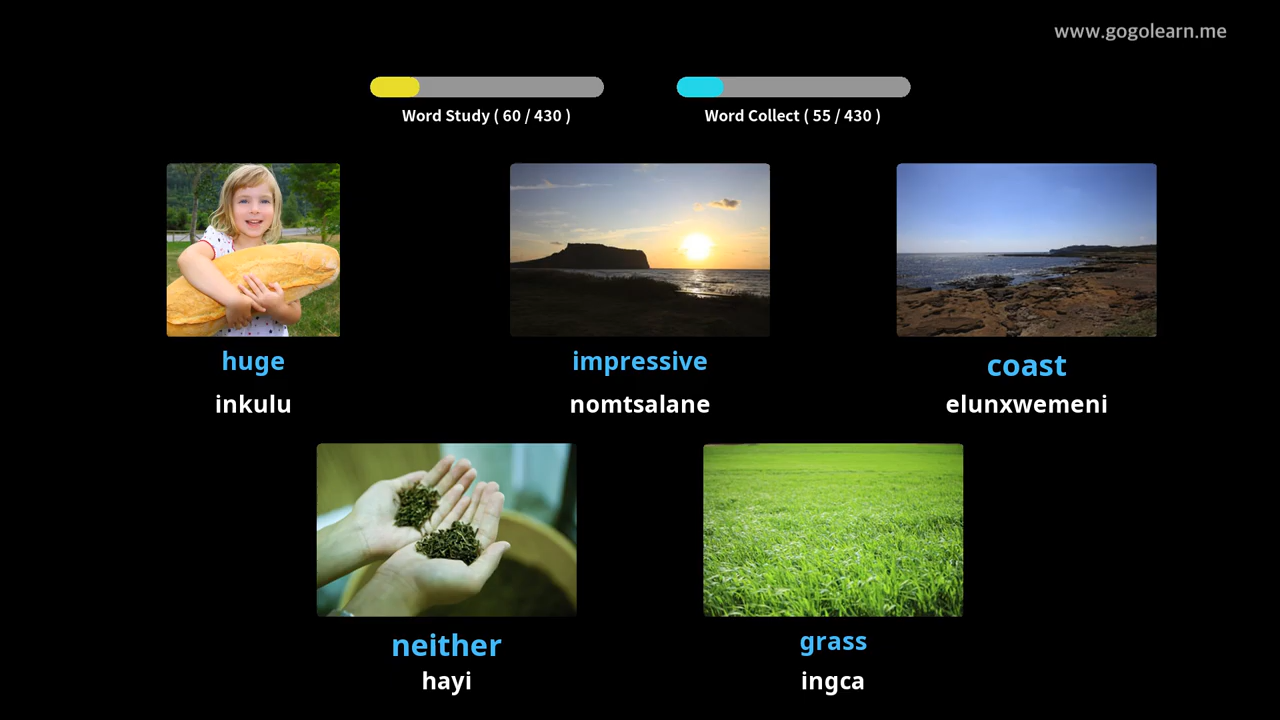 www.gogolearn.me
Word Study ( 60 / 430 )
Word Collect ( 55 / 430 )
huge
impressive
coast
inkulu
nomtsalane
elunxwemeni
neither
grass
hayi
ingca